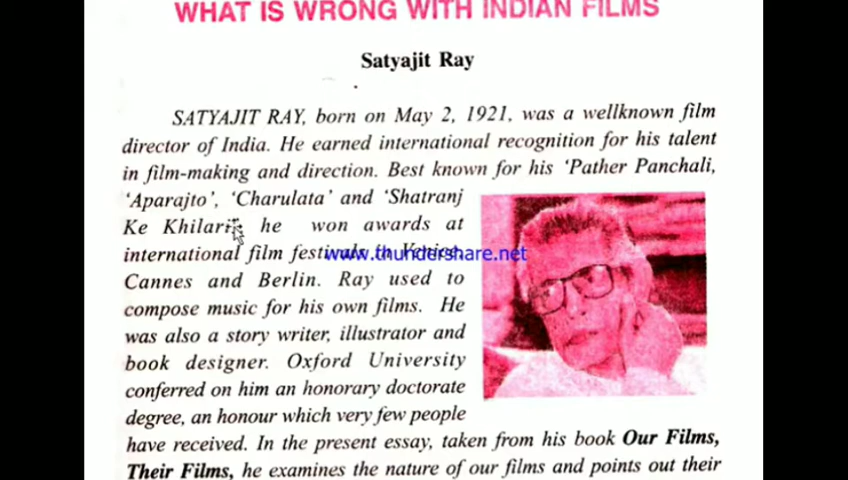 WHAT IS WRONG WITH INDIAN FILMS
Satyajit Ray
SATYAJIT RAY, born on May 2, 1921, was a wellknown film
director of India. He earned international recognition for his talent
in film-making and direction. Best known for his 'Pather Panchali,
'Aparajto', 'Charulata' and 'Shatranj
Ke Khilari', he won awards at
international film festivals in Venice,
www.thundershare.net
Cannes and Berlin. Ray used to
compose music for his own films. He
was also a story writer, illustrator and
book designer. Oxford University
conferred on him an honorary doctorate
degree, an honour which very few people
have received. In the present essay, taken from his book Our Films,
Their Films, he examines the nature of our films and points out their